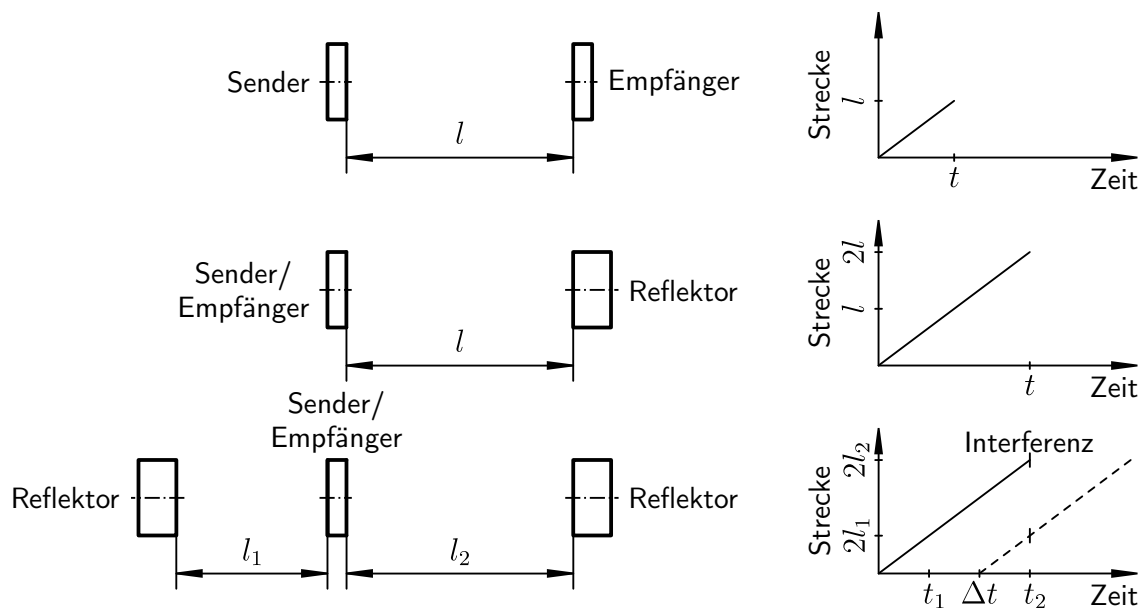 Sender
Empfänger
l
Strecke
l
t
Zeit
Sender/
Empfänger
Reflektor
l
Strecke
2l
l
t
Zeit
Sender/
Empfänger
Reflektor
Reflektor
l₁
l₂
Interferenz
Strecke
2l₂
2l₁
t₁
Δt
t₂
Zeit